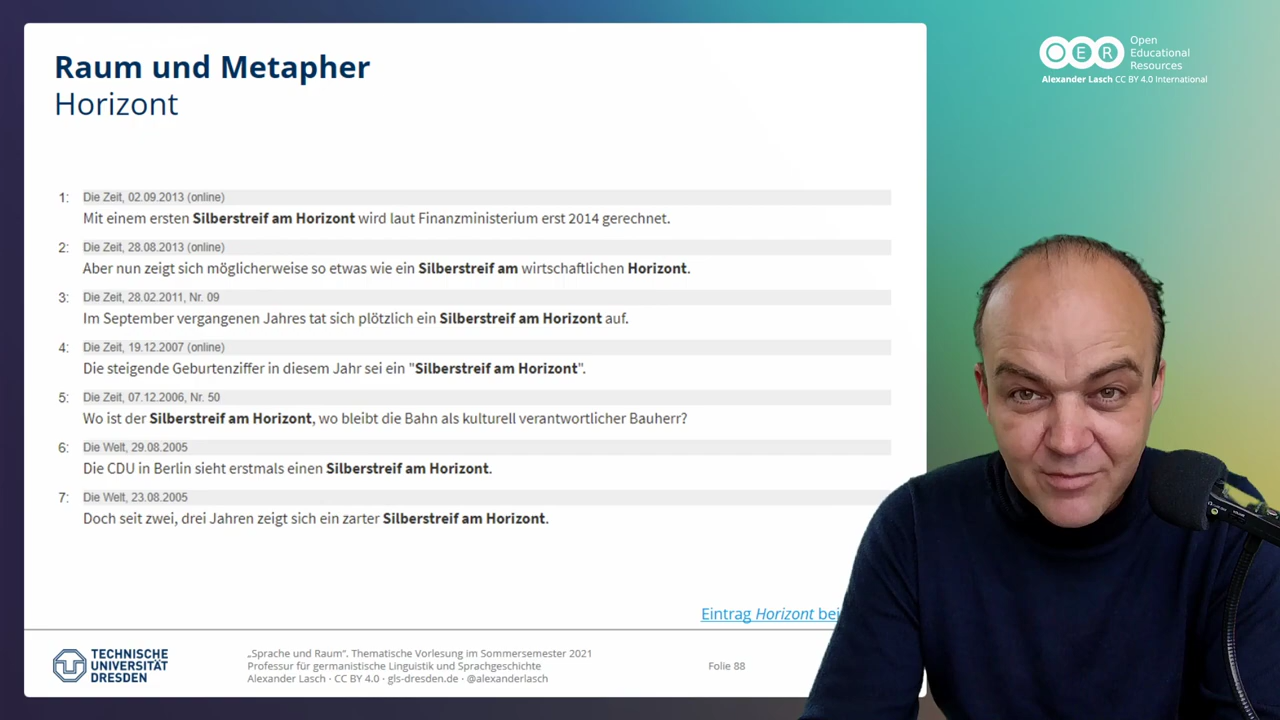 Raum und Metapher
Horizont
OER
Open
Educational
Resources
Alexander Lasch CC BY 4.0 International
1: Die Zeit, 02.09.2013 (online)
Mit einem ersten Silberstreif am Horizont wird laut Finanzministerium erst 2014 gerechnet.
2: Die Zeit, 28.08.2013 (online)
Aber nun zeigt sich möglicherweise so etwas wie ein Silberstreif am wirtschaftlichen Horizont.
3: Die Zeit, 28.02.2011, Nr. 09
Im September vergangenen Jahres tat sich plötzlich ein Silberstreif am Horizont auf.
4: Die Zeit, 19.12.2007 (online)
Die steigende Geburtenziffer in diesem Jahr sei ein "Silberstreif am Horizont".
5: Die Zeit, 07.12.2006, Nr. 50
Wo ist der Silberstreif am Horizont, wo bleibt die Bahn als kulturell verantwortlicher Bauherr?
6: Die Welt, 29.08.2005
Die CDU in Berlin sieht erstmals einen Silberstreif am Horizont.
7: Die Welt, 23.08.2005
Doch seit zwei, drei Jahren zeigt sich ein zarter Silberstreif am Horizont.
Eintrag Horizont bei
TECHNISCHE
UNIVERSITÄT
DRESDEN
„Sprache und Raum“. Thematische Vorlesung im Sommersemester 2021
Professur für germanistische Linguistik und Sprachgeschichte
Alexander Lasch · CC BY 4.0 · gls-dresden.de · @alexanderlasch
Folie 88